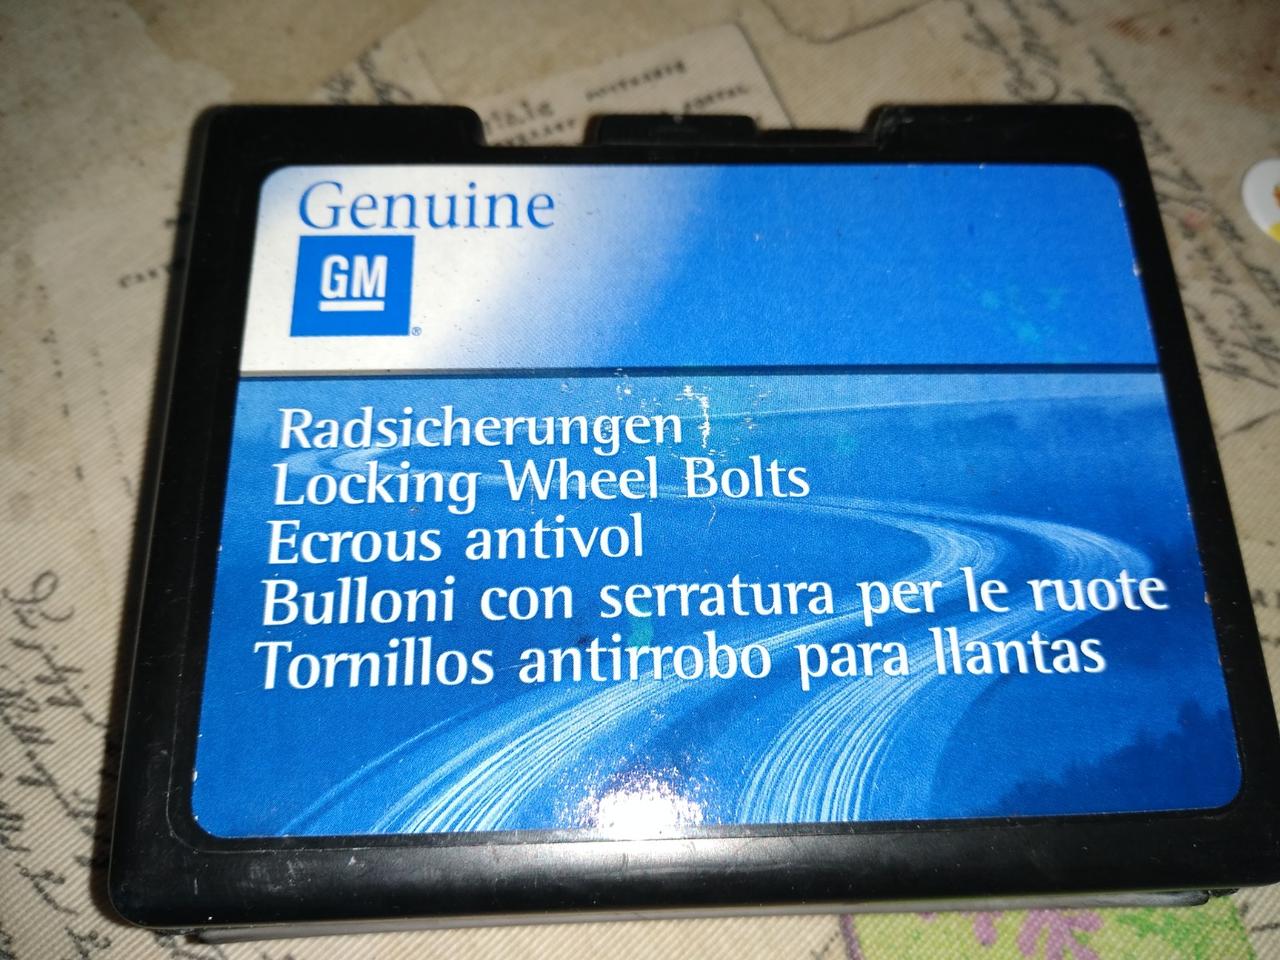 Genuine
GM
®
Radsicherungen
Locking Wheel Bolts
Ecrous antivol
Bulloni con serratura per le ruote
Tornillos antirrobo para llantas